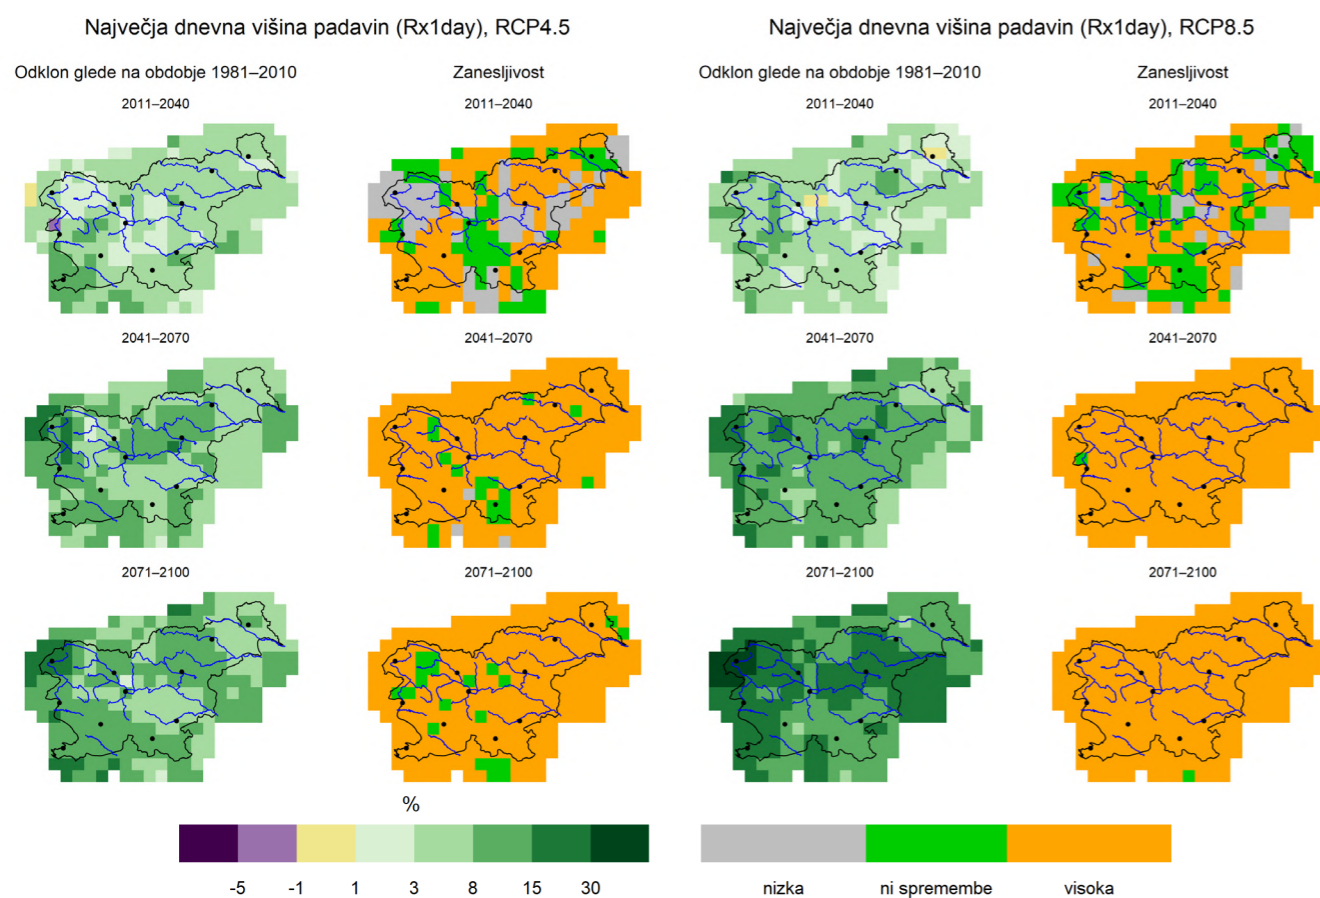 Največja dnevna višina padavin (Rx1day), RCP4.5
Največja dnevna višina padavin (Rx1day), RCP8.5
Odklon glede na obdobje 1981–2010
Zanesljivost
Odklon glede na obdobje 1981–2010
Zanesljivost
2011–2040
2011–2040
2011–2040
2011–2040
2041–2070
2041–2070
2041–2070
2041–2070
2071–2100
2071–2100
2071–2100
2071–2100
%
-5 -1 1 3 8 15 30
nizka ni spremembe visoka